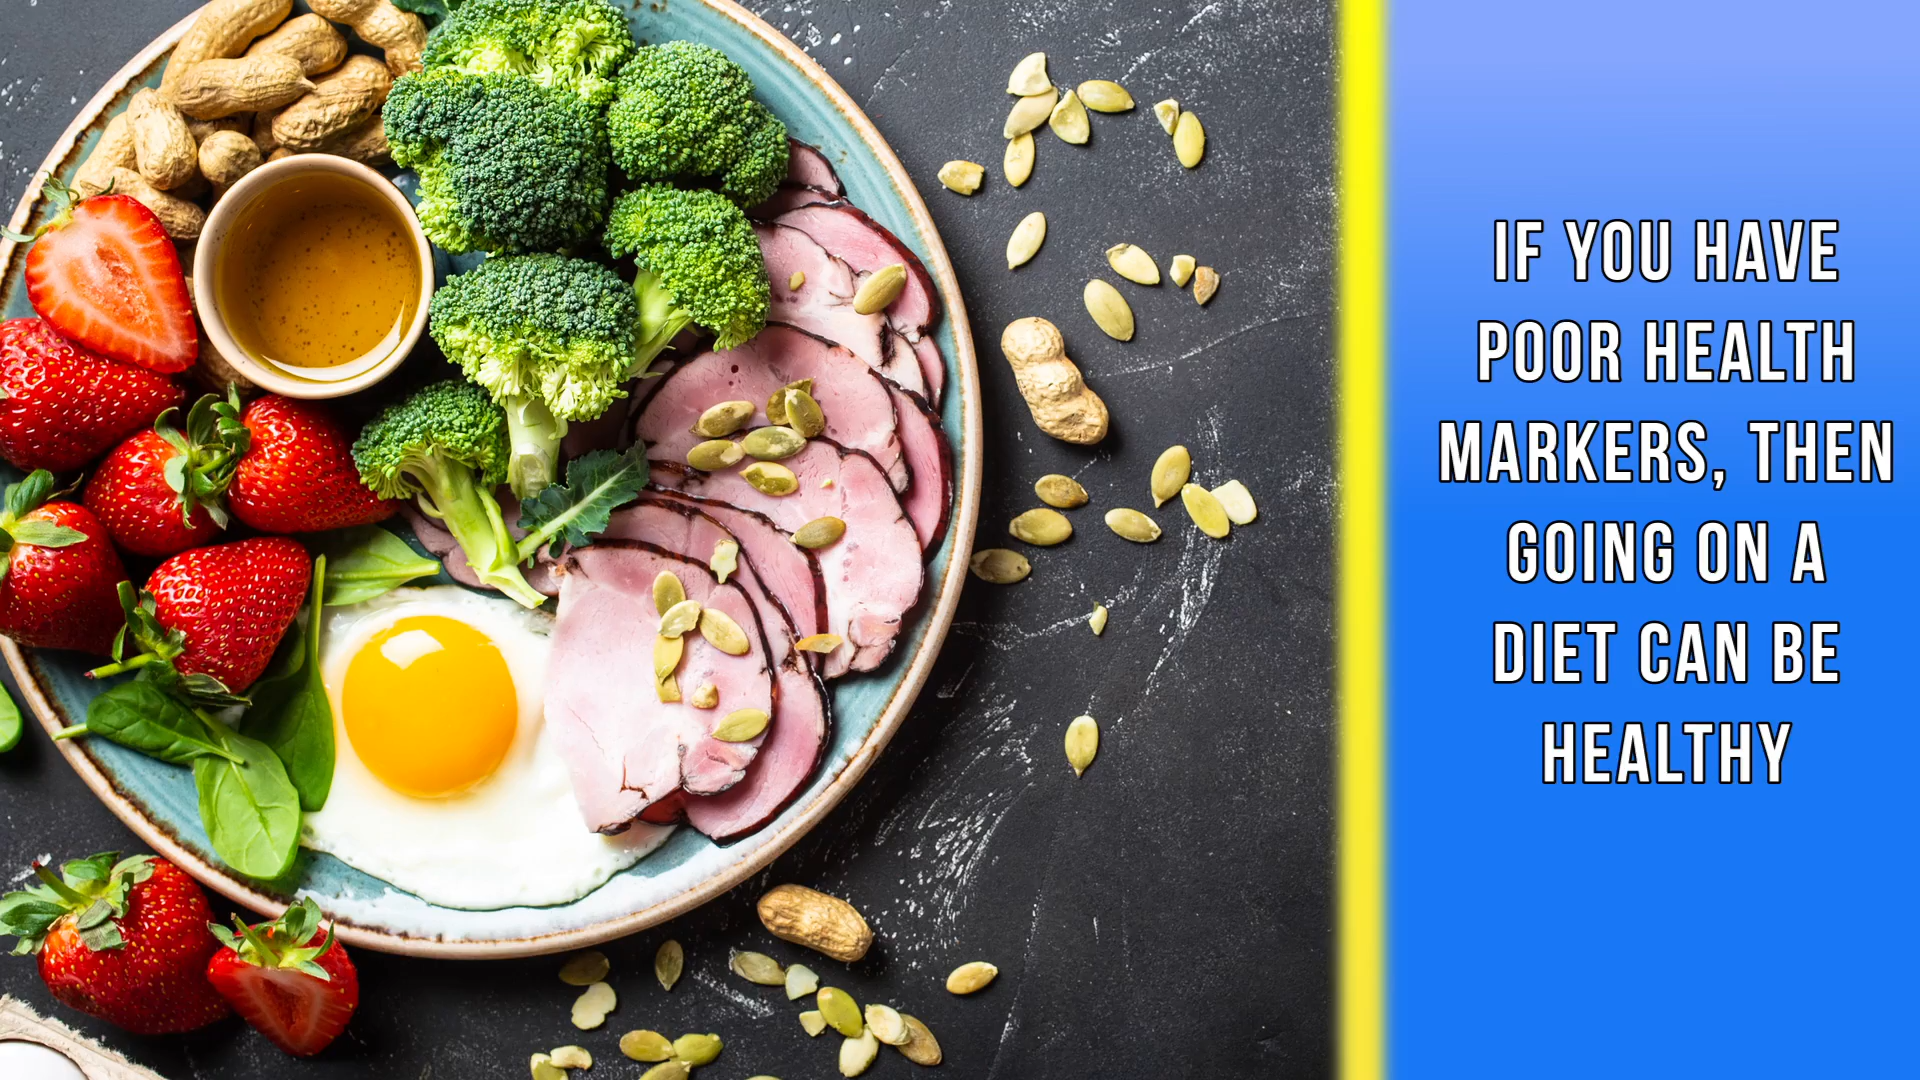 IF YOU HAVE
POOR HEALTH
MARKERS, THEN
GOING ON A
DIET CAN BE
HEALTHY